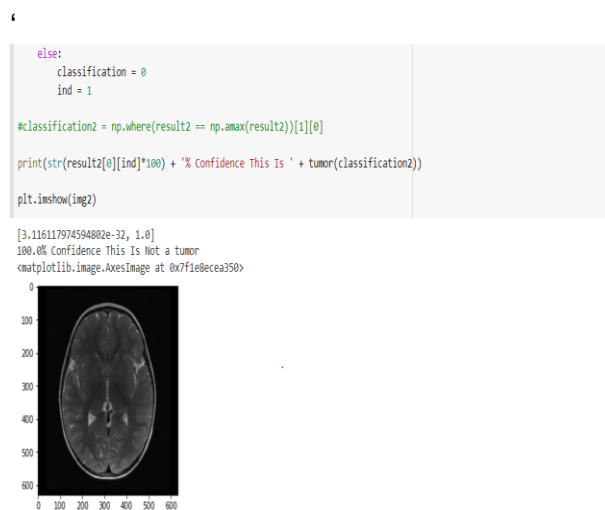 ‘
else:
classification = 0
ind = 1
#classification2 = np.where(result2 == np.amax(result2))[1][0]
print(str(result2[0][ind]*100) + '% Confidence This Is ' + tumor(classification2))
plt.imshow(img2)
[3.116117974594802e-32, 1.0]
100.0% Confidence This Is Not a tumor
<matplotlib.image.AxesImage at 0x7f1e8ecea350>
0
100
200
300
400
500
600
0 100 200 300 400 500 600